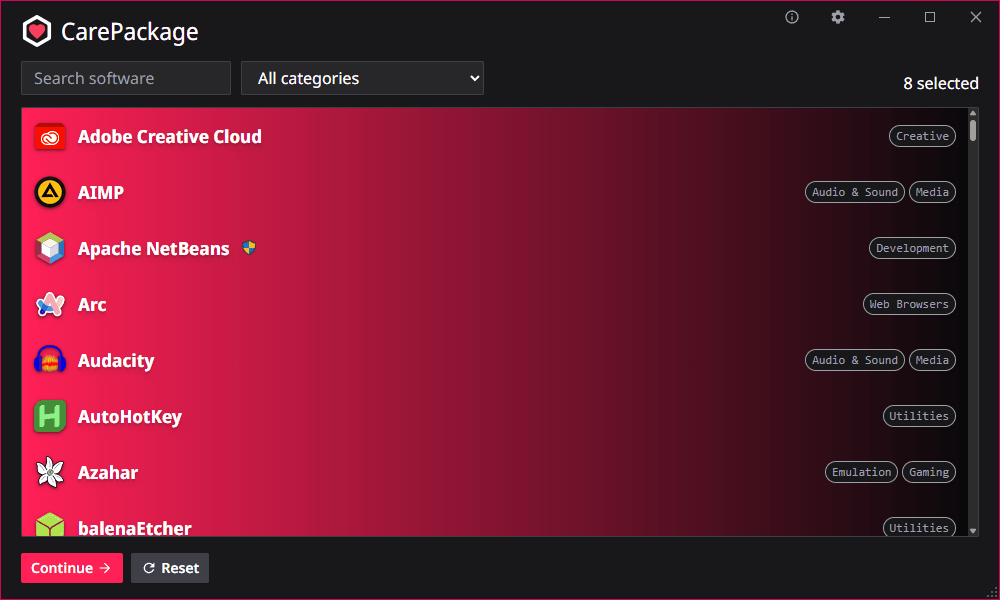 CarePackage
Search software
All categories
8 selected
Adobe Creative Cloud
Creative
AIMP
Audio & Sound
Media
Apache NetBeans
Development
Arc
Web Browsers
Audacity
Audio & Sound
Media
AutoHotKey
Utilities
Azahar
Emulation
Gaming
balenaEtcher
Utilities
Continue
Reset